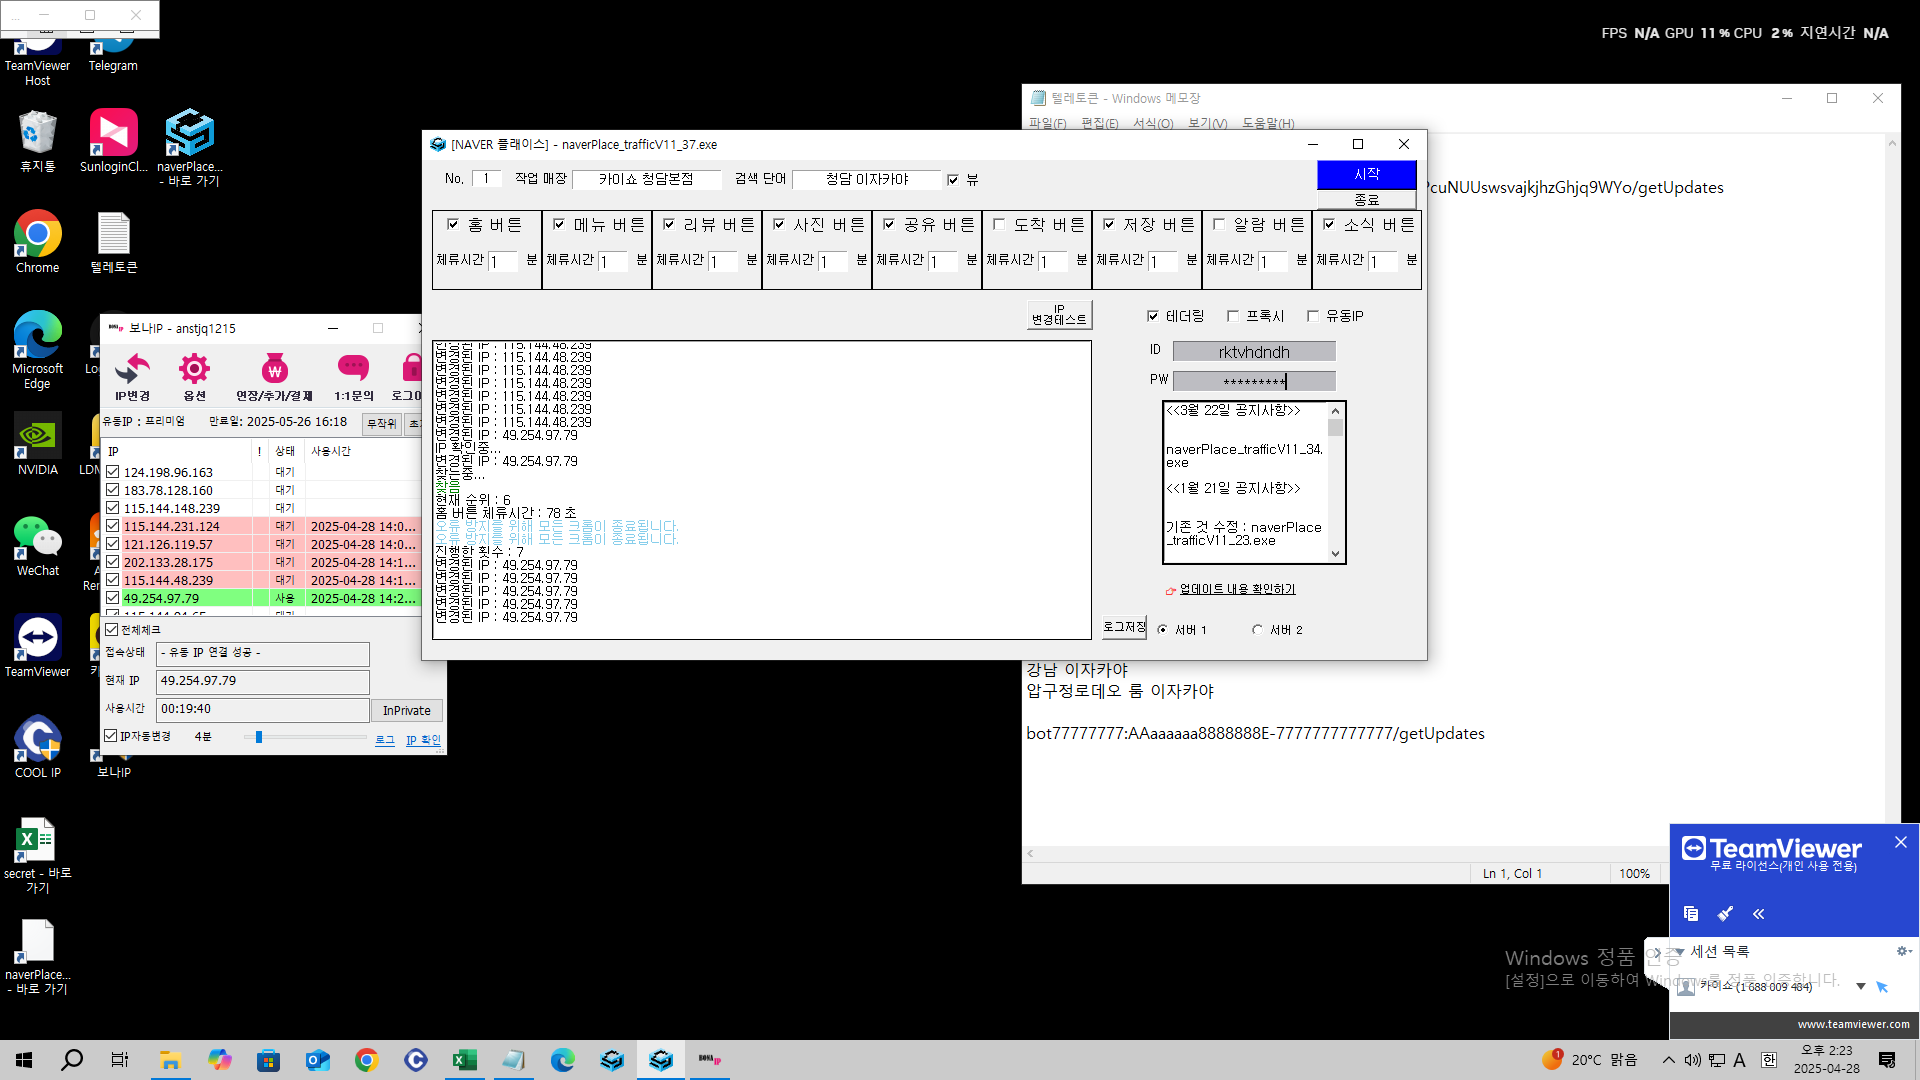 FPS N/A GPU 11 % CPU 2 % 지연시간 N/A
TeamViewer Host
Telegram
휴지통
SunloginCl...
naverPlace... - 바로 가기
Chrome
텔레토큰
Microsoft Edge
NVIDIA
WeChat
TeamViewer
COOL IP
보나IP
secret - 바로 가기
naverPlace... - 바로 가기
텔레토큰 - Windows 메모장
파일(F) 편집(E) 서식(O) 보기(V) 도움말(H)
cuNUUswsvajkjhzGhjq9WYo/getUpdates
강남 이자카야
압구정로데오 룸 이자카야
bot77777777:AAaaaaaa8888888E-7777777777777/getUpdates
Ln 1, Col 1
100%
[NAVER 플래이스] - naverPlace_trafficV11_37.exe
No. 1 작업 매장 카이쇼 청담본점 검색 단어 청담 이자카야 뷰
시작
종료
홈 버튼 메뉴 버튼 리뷰 버튼 사진 버튼 공유 버튼 도착 버튼 저장 버튼 알람 버튼 소식 버튼
체류시간 1 분 체류시간 1 분 체류시간 1 분 체류시간 1 분 체류시간 1 분 체류시간 1 분 체류시간 1 분 체류시간 1 분 체류시간 1 분
IP 변경테스트
테더링 프록시 유동IP
ID rktvhdndh
PW *********
변경된 IP : 115.144.48.239
변경된 IP : 115.144.48.239
변경된 IP : 115.144.48.239
변경된 IP : 115.144.48.239
변경된 IP : 115.144.48.239
변경된 IP : 115.144.48.239
변경된 IP : 115.144.48.239
변경된 IP : 49.254.97.79
IP 확인중...
변경된 IP : 49.254.97.79
찾는중...
찾음
현재 순위 : 6
홈 버튼 체류시간 : 78 초
오류 방지를 위해 모든 크롬이 종료됩니다.
오류 방지를 위해 모든 크롬이 종료됩니다.
진행한 횟수 : 7
변경된 IP : 49.254.97.79
변경된 IP : 49.254.97.79
변경된 IP : 49.254.97.79
변경된 IP : 49.254.97.79
변경된 IP : 49.254.97.79
<<3월 22일 공지사항>>
naverPlace_trafficV11_34.
exe
<<1월 21일 공지사항>>
기존 것 수정 : naverPlace
_trafficV11_23.exe
업데이트 내용 확인하기
로그저장
서버 1 서버 2
보나IP - anstjq1215
IP변경 옵션 연장/추가/결제 1:1문의
유동IP : 프리미엄 만료일: 2025-05-26 16:18 무작위
IP ! 상태 사용시간
124.198.96.163 대기
183.78.128.160 대기
115.144.148.239 대기
115.144.231.124 대기 2025-04-28 14:0...
121.126.119.57 대기 2025-04-28 14:0...
202.133.28.175 대기 2025-04-28 14:1...
115.144.48.239 대기 2025-04-28 14:1...
49.254.97.79 사용 2025-04-28 14:2...
전체체크
접속상태 - 유동 IP 연결 성공 -
현재 IP 49.254.97.79
사용시간 00:19:40 InPrivate
IP자동변경 4분 로그 IP 확인
TeamViewer
무료 라이선스(개인 사용 전용)
세션 목록
카이쇼 (1 688 009 484)
www.teamviewer.com
Windows 정품 인증
[설정]으로 이동하여 Windows를 정품 인증합니다.
BONA IP
1
20°C 맑음
A
한
오후 2:23
2025-04-28